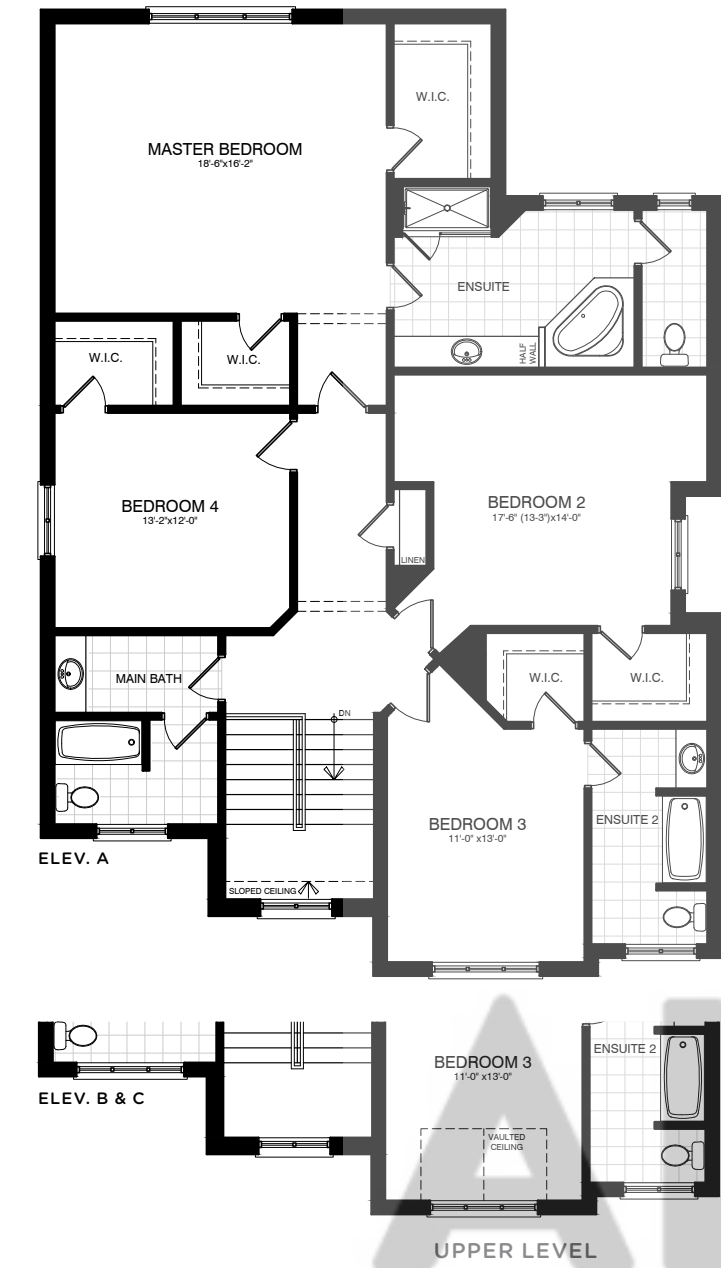 W.I.C.
MASTER BEDROOM
18'-6"x16'-2"
ENSUITE
HALF
WALL
W.I.C.
W.I.C.
BEDROOM 4
13'-2"x12'-0"
BEDROOM 2
17'-6" (13-3")x14'-0"
LINEN
MAIN BATH
W.I.C.
W.I.C.
DN
BEDROOM 3
11'-0" x13'-0"
ENSUITE 2
ELEV. A
SLOPED CEILING
ENSUITE 2
BEDROOM 3
11'-0" x13'-0"
ELEV. B & C
VAULTED
CEILING
UPPER LEVEL